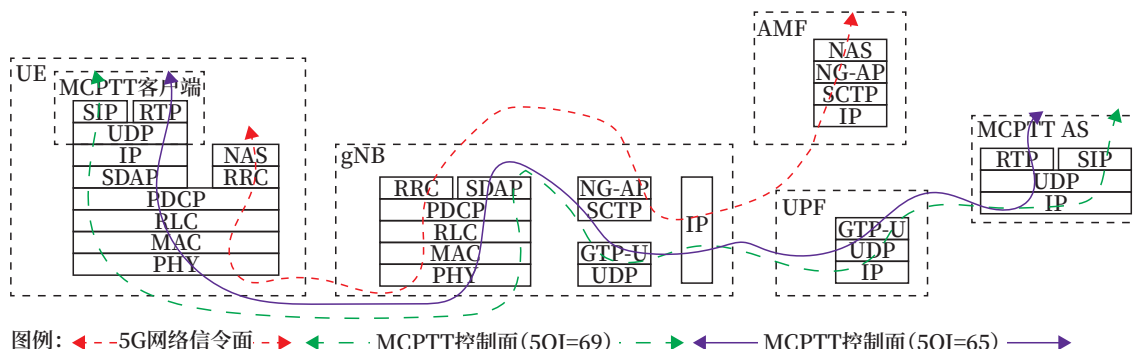 AMF
NAS
NG-AP
SCTP
IP
UE
MCPTT客户端
SIP RTP
UDP
IP
SDAP
NAS
RRC
PDCP
RLC
MAC
PHY
gNB
RRC SDAP
PDCP
RLC
MAC
PHY
NG-AP
SCTP
GTP-U
UDP
IP
UPF
GTP-U
UDP
IP
MCPTT AS
RTP SIP
UDP
IP
图例: 5G网络信令面 MCPTT控制面(5QI=69) MCPTT控制面(5QI=65)